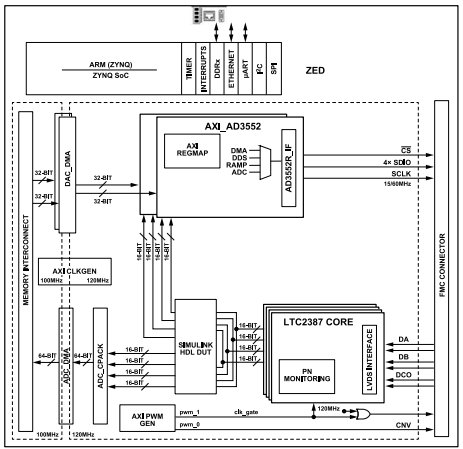 ARM (ZYNQ)
ZYNQ SoC
TIMER
INTERRUPTS
DDRx
ETHERNET
µART
I²C
SPI
ZED
MEMORY INTERCONNECT
32-BIT
32-BIT
DAC_DMA
32-BIT
32-BIT
AXI_AD3552
AXI
REGMAP
DMA
DDS
RAMP
ADC
AD3552R_IF
CS
4× SDIO
SCLK
15/60MHz
FMC CONNECTOR
16-BIT
16-BIT
16-BIT
16-BIT
AXI CLKGEN
100MHz
120MHz
64-BIT
ADC_DMA
64-BIT
ADC_CPACK
16-BIT
16-BIT
16-BIT
16-BIT
SIMULINK
HDL DUT
16-BIT
16-BIT
16-BIT
16-BIT
LTC2387 CORE
PN
MONITORING
LVDS INTERFACE
DA
DB
DCO
120MHz
AXI PWM
GEN
pwm_1
clk_gate
pwm_0
CNV
100MHz
120MHz